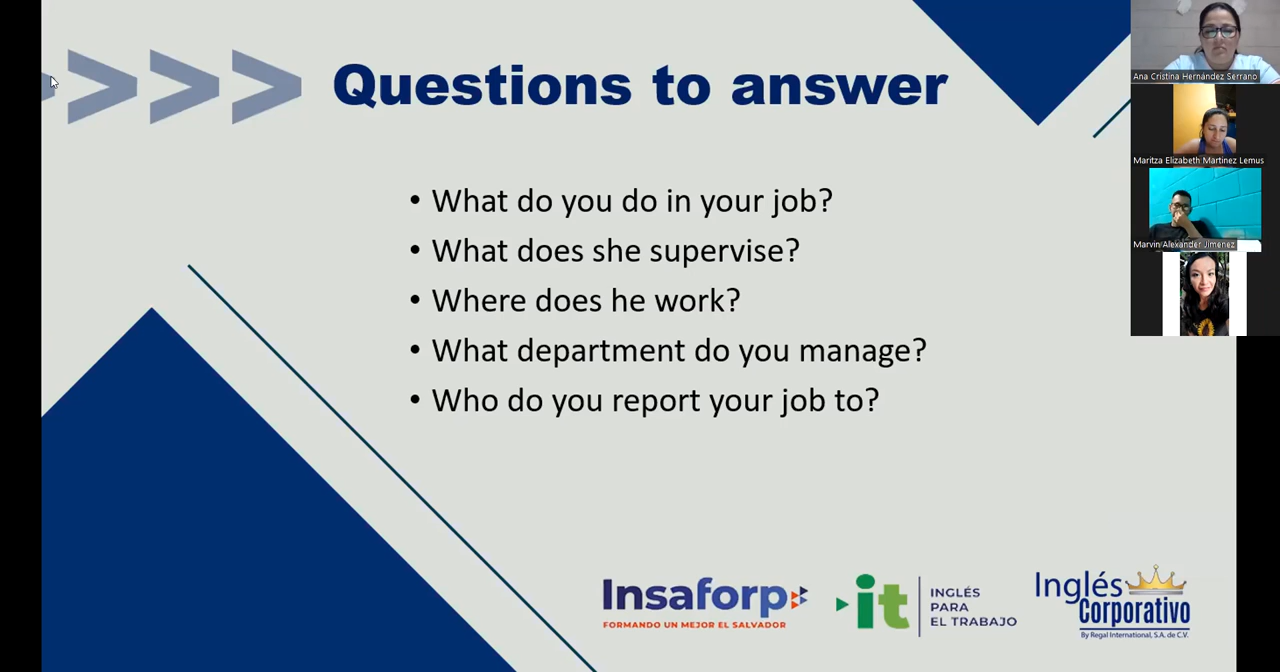 Questions to answer
• What do you do in your job?
• What does she supervise?
• Where does he work?
• What department do you manage?
• Who do you report your job to?
Insaforp
FORMANDO UN MEJOR EL SALVADOR
it
INGLÉS
PARA
EL TRABAJO
Inglés
Corporativo
By Regal International, S.A. de C.V.
Ana Cristina Hernández Serrano
Maritza Elizabeth Martinez Lemus
Marvin Alexander Jimenez